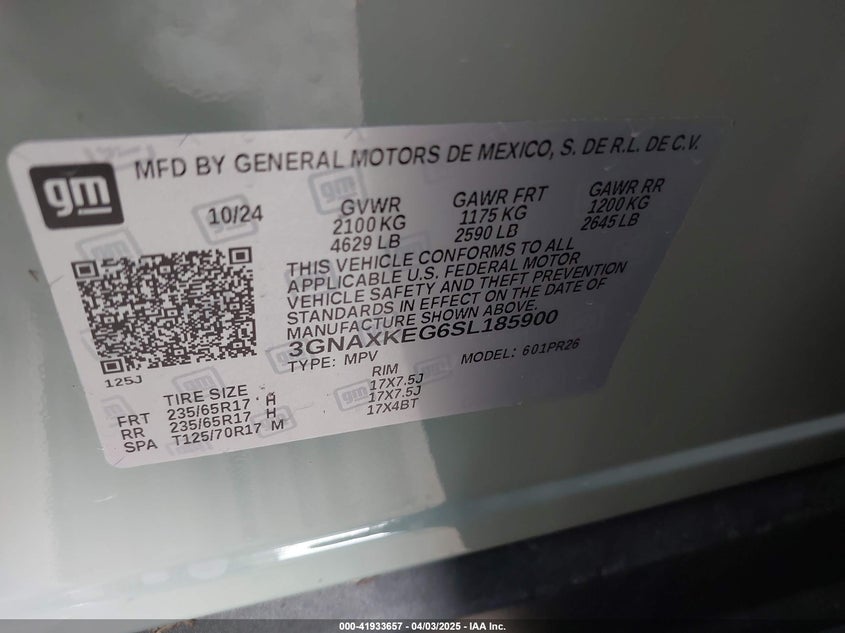 gm
MFD BY GENERAL MOTORS DE MEXICO, S. DE R.L. DE C.V.
10/24
GVWR
2100 KG
4629 LB
GAWR FRT
1175 KG
2590 LB
GAWR RR
1200 KG
2645 LB
THIS VEHICLE CONFORMS TO ALL
APPLICABLE U.S. FEDERAL MOTOR
VEHICLE SAFETY AND THEFT PREVENTION
STANDARDS IN EFFECT ON THE DATE OF
MANUFACTURE SHOWN ABOVE.
3GNAXKEG6SL185900
TYPE: MPV MODEL: 601PR26
125J
TIRE SIZE RIM
FRT 235/65R17 H 17X7.5J
RR 235/65R17 H 17X7.5J
SPA T125/70R17 M 17X4BT
000-41933657 - 04/03/2025 - IAA Inc.